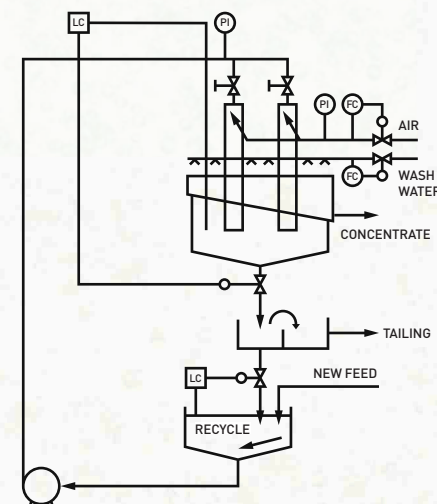 LC
PI
PI
FC
AIR
FC
WASH
WATER
CONCENTRATE
TAILING
NEW FEED
LC
RECYCLE